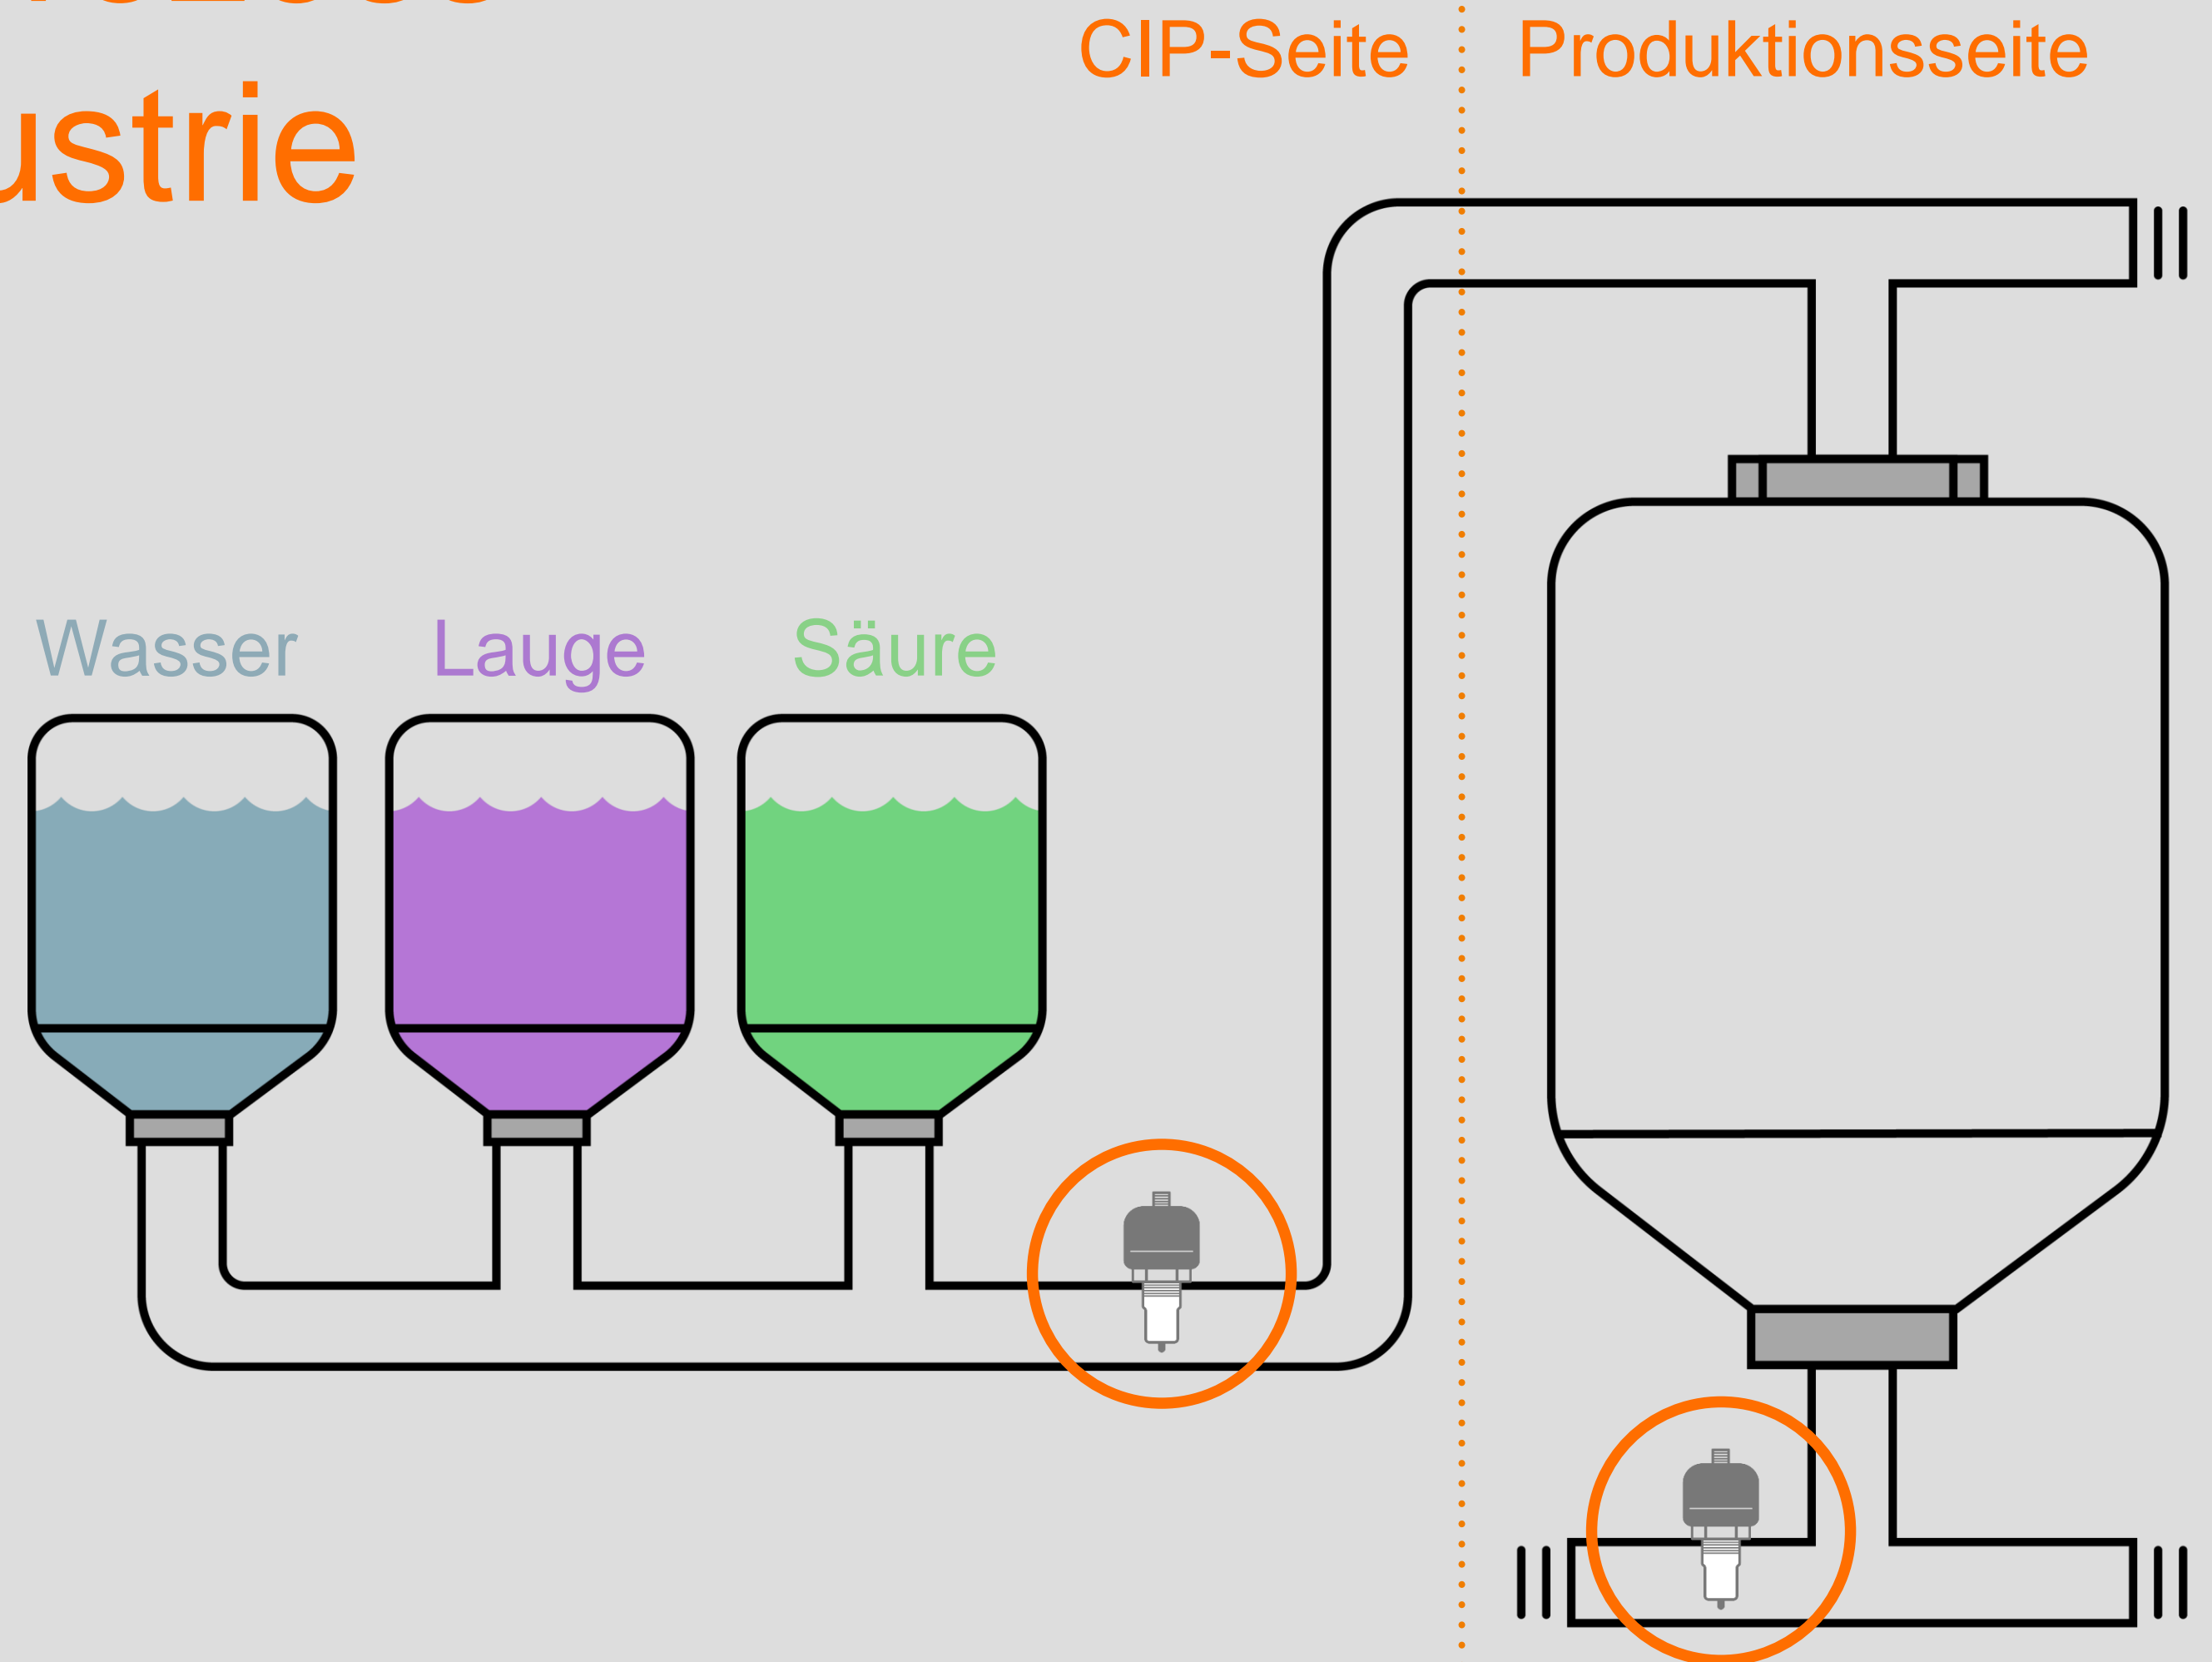 ustrie
CIP-Seite
Produktionsseite
Wasser
Lauge
Säure